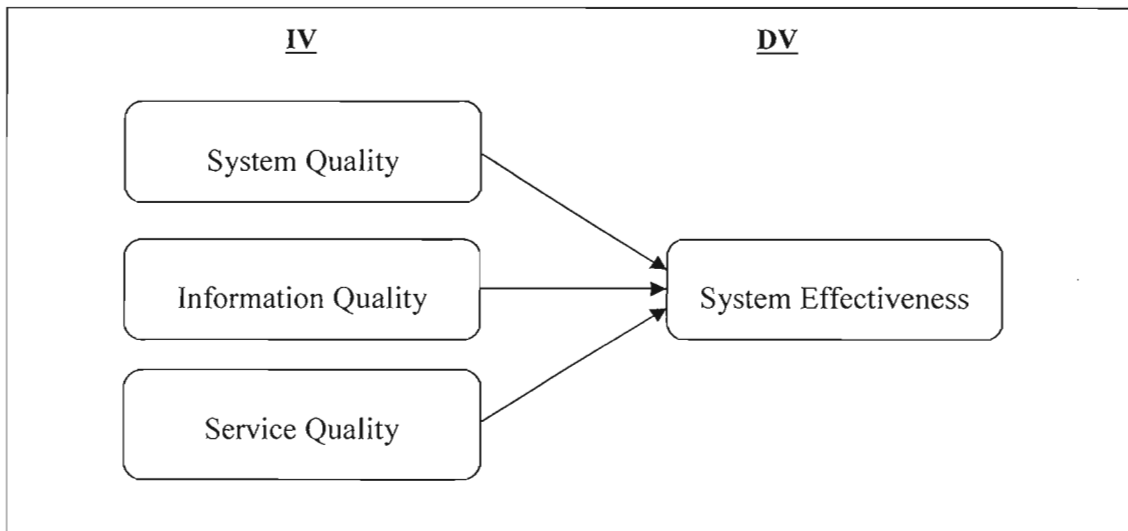 IV
DV
System Quality
Information Quality
System Effectiveness
Service Quality